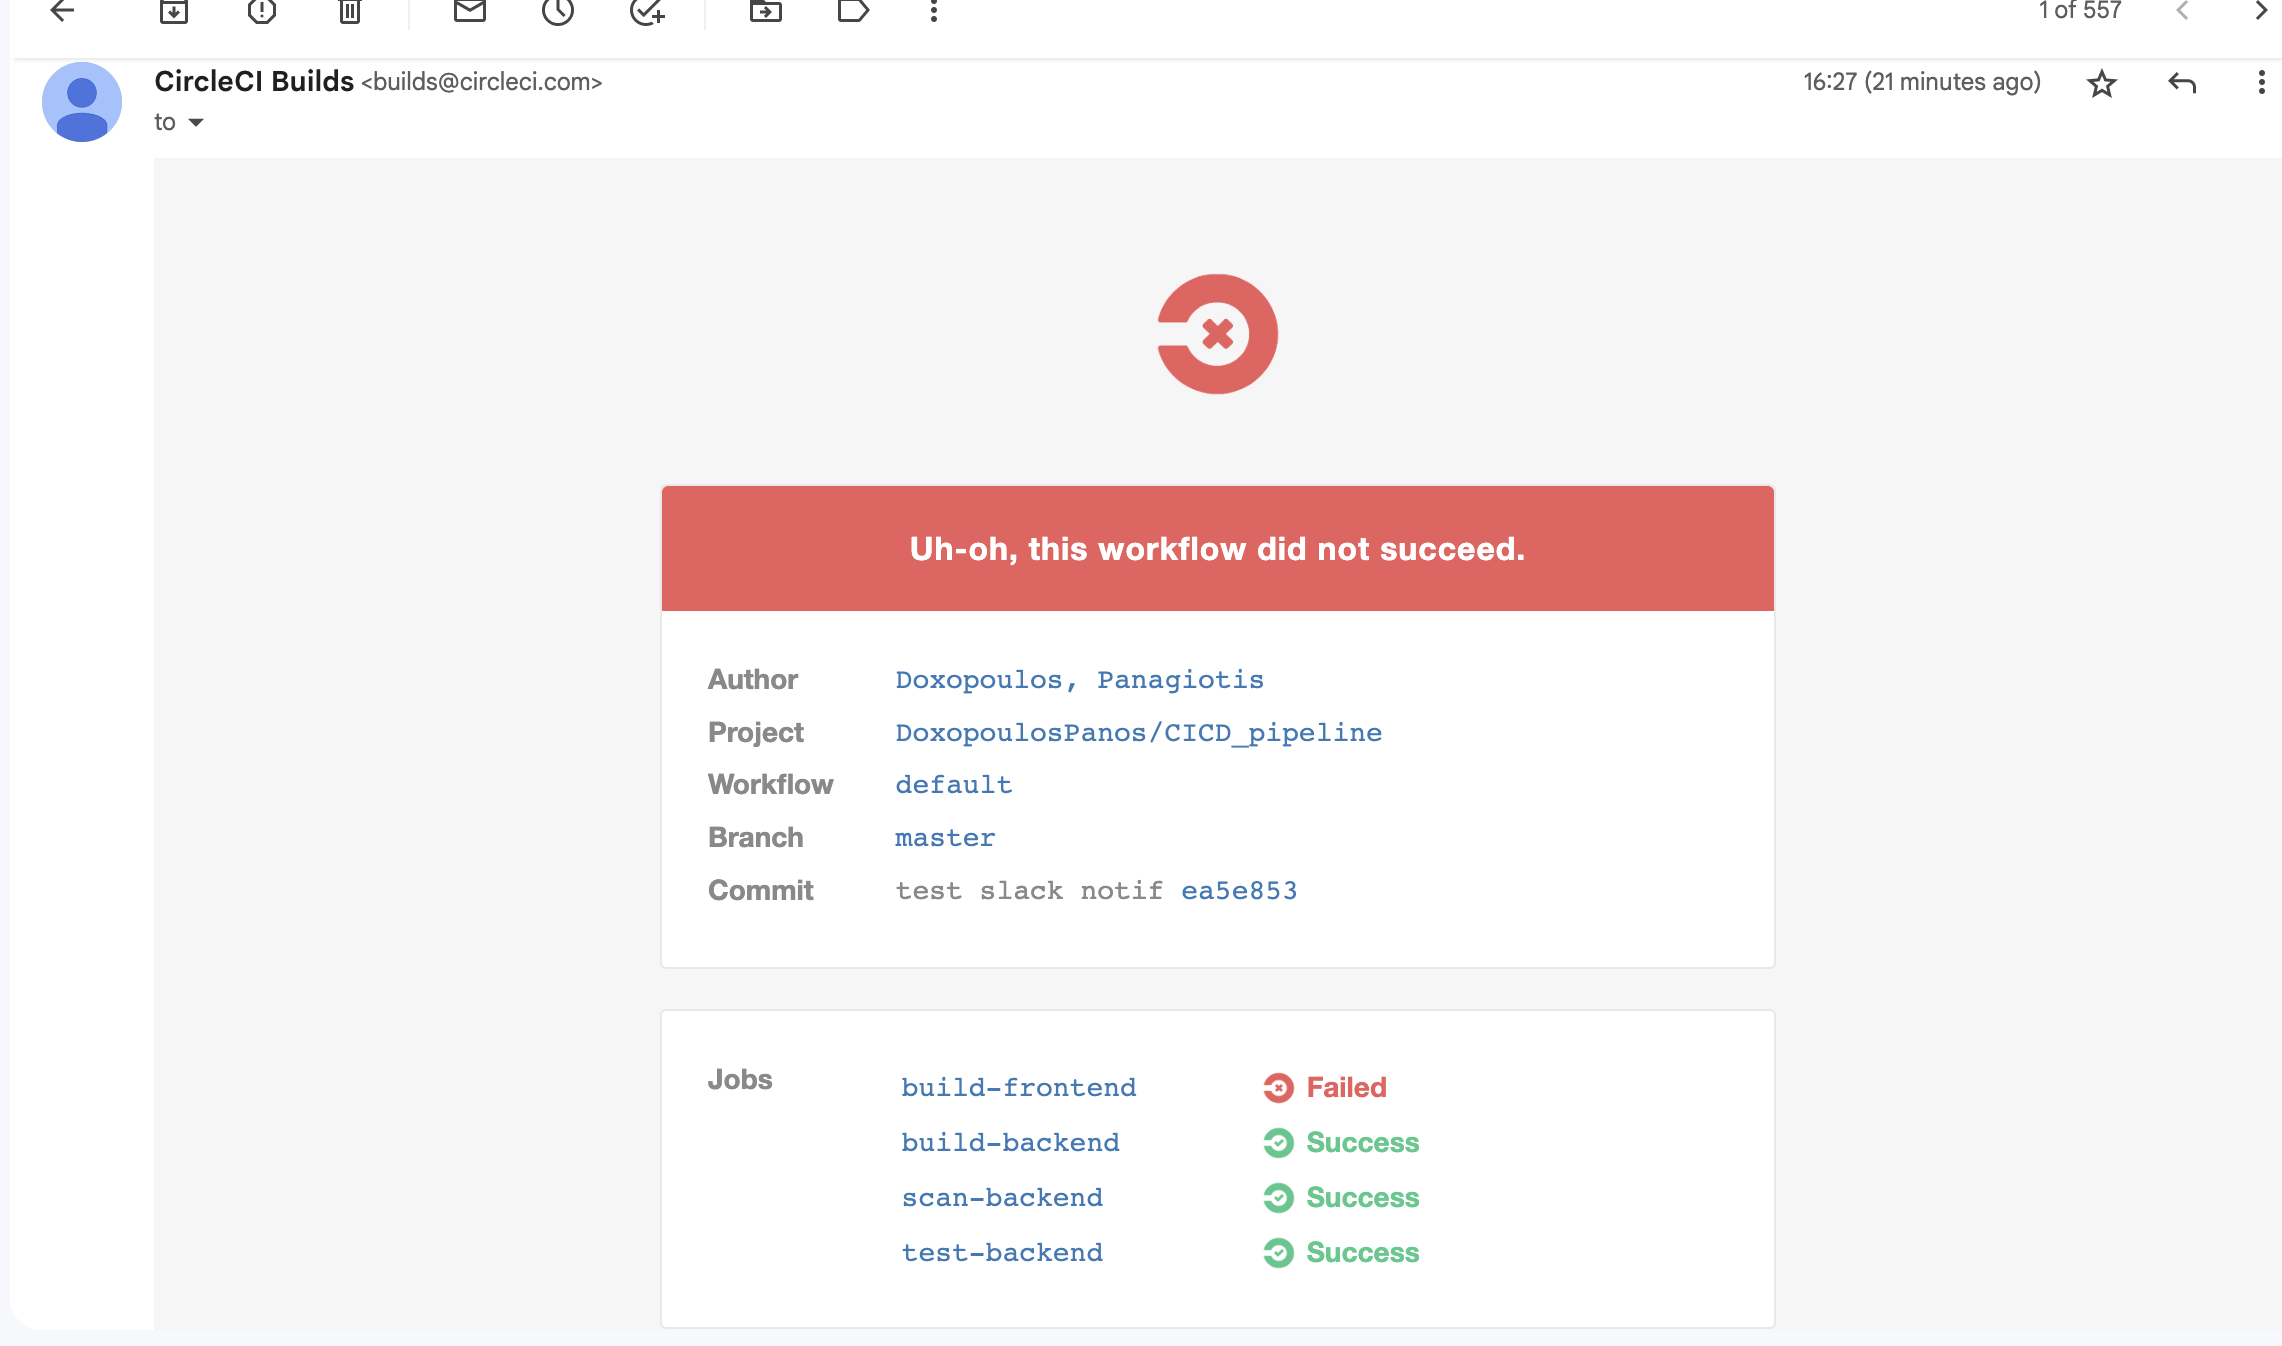 1 of 557
CircleCI Builds <builds@circleci.com>
16:27 (21 minutes ago)
to
Uh-oh, this workflow did not succeed.
Author Doxopoulos, Panagiotis
Project DoxopoulosPanos/CICD_pipeline
Workflow default
Branch master
Commit test slack notif ea5e853
Jobs
build-frontend Failed
build-backend Success
scan-backend Success
test-backend Success